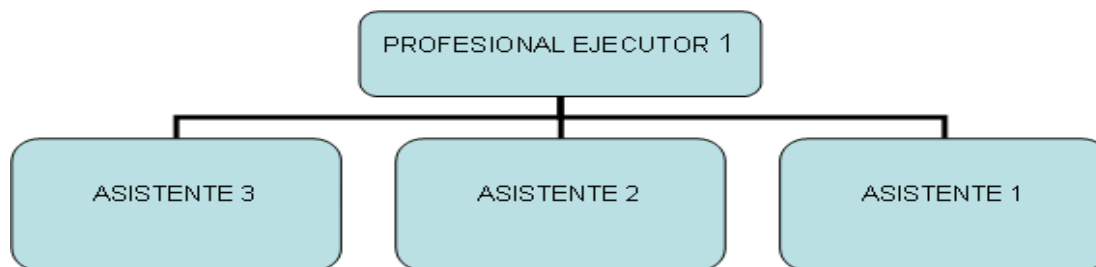 PROFESIONAL EJECUTOR 1
ASISTENTE 3
ASISTENTE 2
ASISTENTE 1